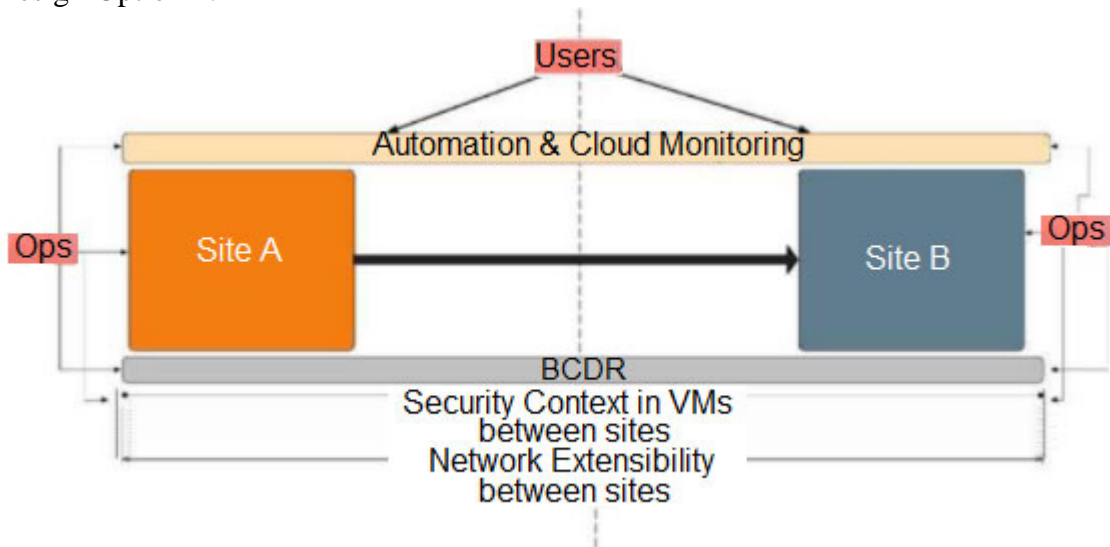 Users
Automation & Cloud Monitoring
Ops
Site A
Site B
Ops
BCDR
Security Context in VMs
between sites
Network Extensibility
between sites